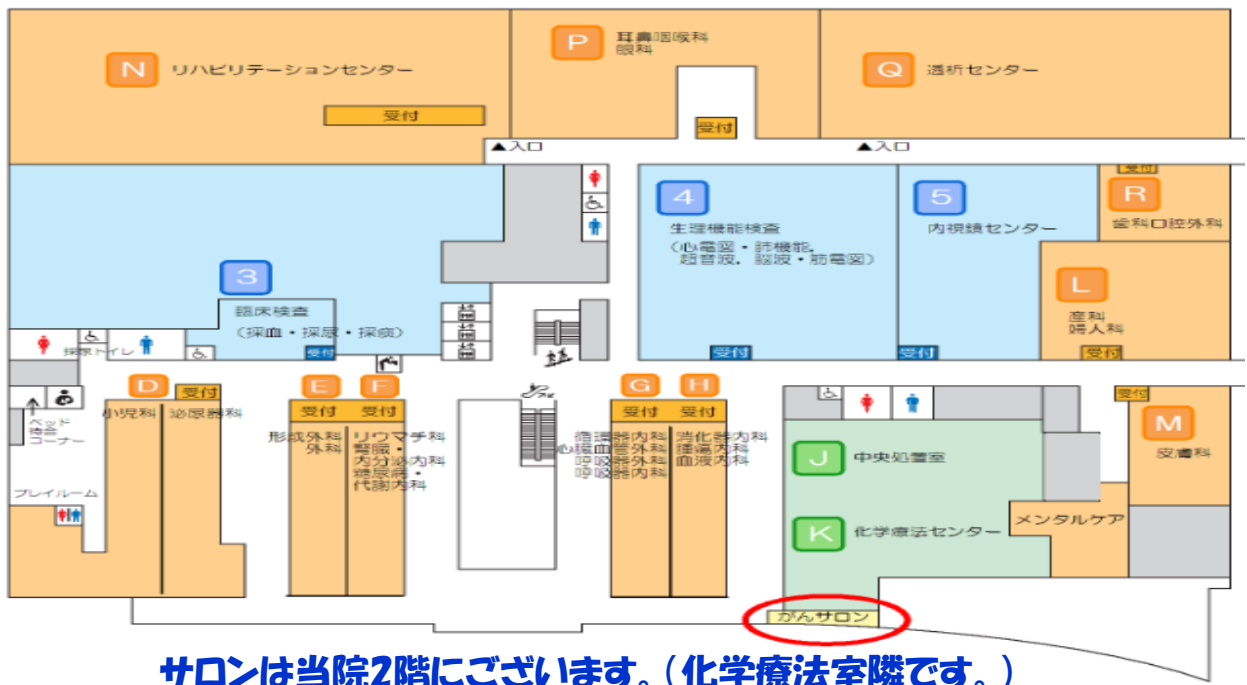 N リハビリテーションセンター
受付
P 耳鼻咽喉科
眼科
受付
Q 透析センター
▲入口
▲入口
3
臨床検査
(採血・採尿・採痰)
受付
採尿トイレ
4
生理機能検査
(心電図・肺機能,
超音波, 脳波・筋電図)
受付
5
内視鏡センター
受付
受付
R
歯科口腔外科
L
産科
婦人科
受付
D
受付
小児科
泌尿器科
ベッド
待合
コーナー
プレイルーム
E
受付
形成外科
外科
F
受付
リウマチ科
腎臓・
内分泌内科
糖尿病・
代謝内科
G
受付
循環器内科
心臓血管外科
呼吸器外科
呼吸器内科
H
受付
消化器内科
腫瘍内科
血液内科
J 中央処置室
K 化学療法センター
受付
M
皮膚科
メンタルケア
がんサロン
サロンは当院2階にございます。(化学療法室隣です。)